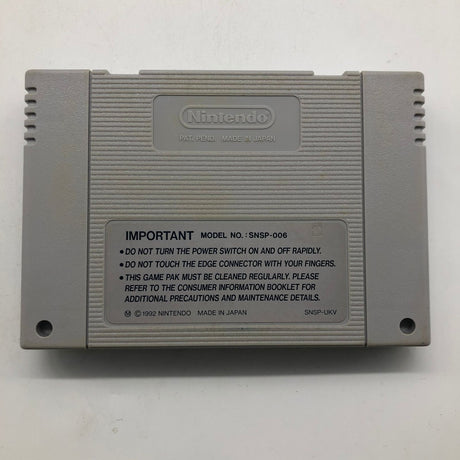 Nintendo
PAT. PEND. MADE IN JAPAN
IMPORTANT MODEL NO. : SNSP-006
• DO NOT TURN THE POWER SWITCH ON AND OFF RAPIDLY.
• DO NOT TOUCH THE EDGE CONNECTOR WITH YOUR FINGERS.
• THIS GAME PAK MUST BE CLEANED REGULARLY. PLEASE
REFER TO THE CONSUMER INFORMATION BOOKLET FOR
ADDITIONAL PRECAUTIONS AND MAINTENANCE DETAILS.
Ⓜ ©1992 NINTENDO MADE IN JAPAN SNSP-UKV